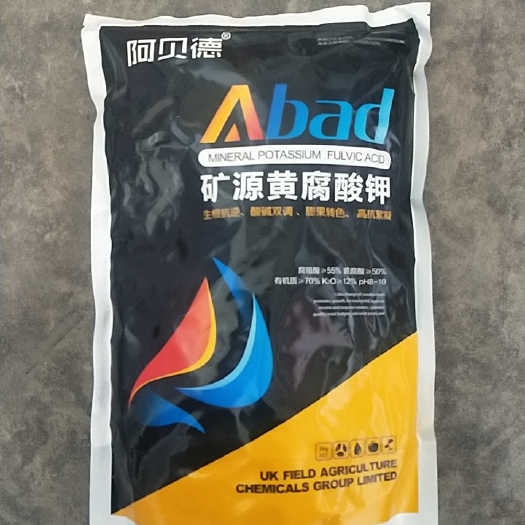 阿贝德®
Abad
MINERAL POTASSIUM FULVIC ACID
矿源黄腐酸钾
生根抗逆、酸碱双调、膨果转色、高抗絮凝
腐植酸≥55% 黄腐酸≥50%
有机质≥70% K₂O≥12% pH8-10
UK FIELD AGRICULTURE
CHEMICALS GROUP LIMITED